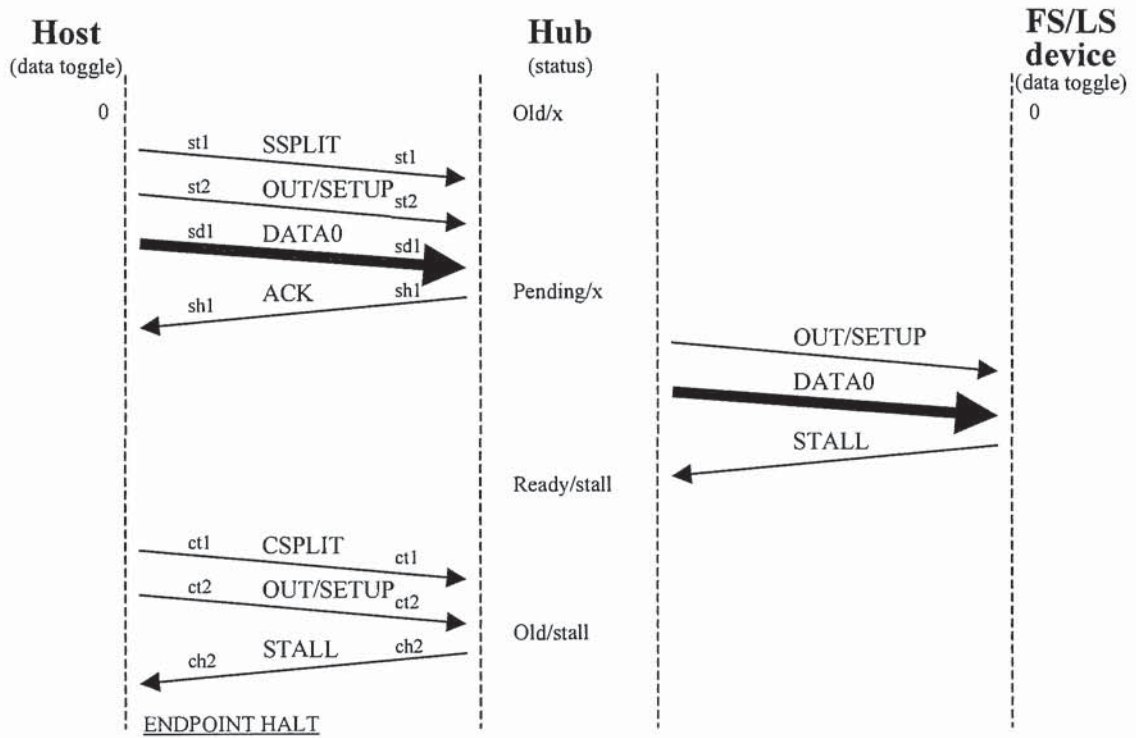 Host
(data toggle)
Hub
(status)
FS/LS
device
(data toggle)
0
Old/x
0
st1 SSPLIT st1
st2 OUT/SETUP st2
sd1 DATA0 sd1
sh1 ACK sh1
Pending/x
OUT/SETUP
DATA0
STALL
Ready/stall
ct1 CSPLIT ct1
ct2 OUT/SETUP ct2
Old/stall
ch2 STALL ch2
ENDPOINT HALT